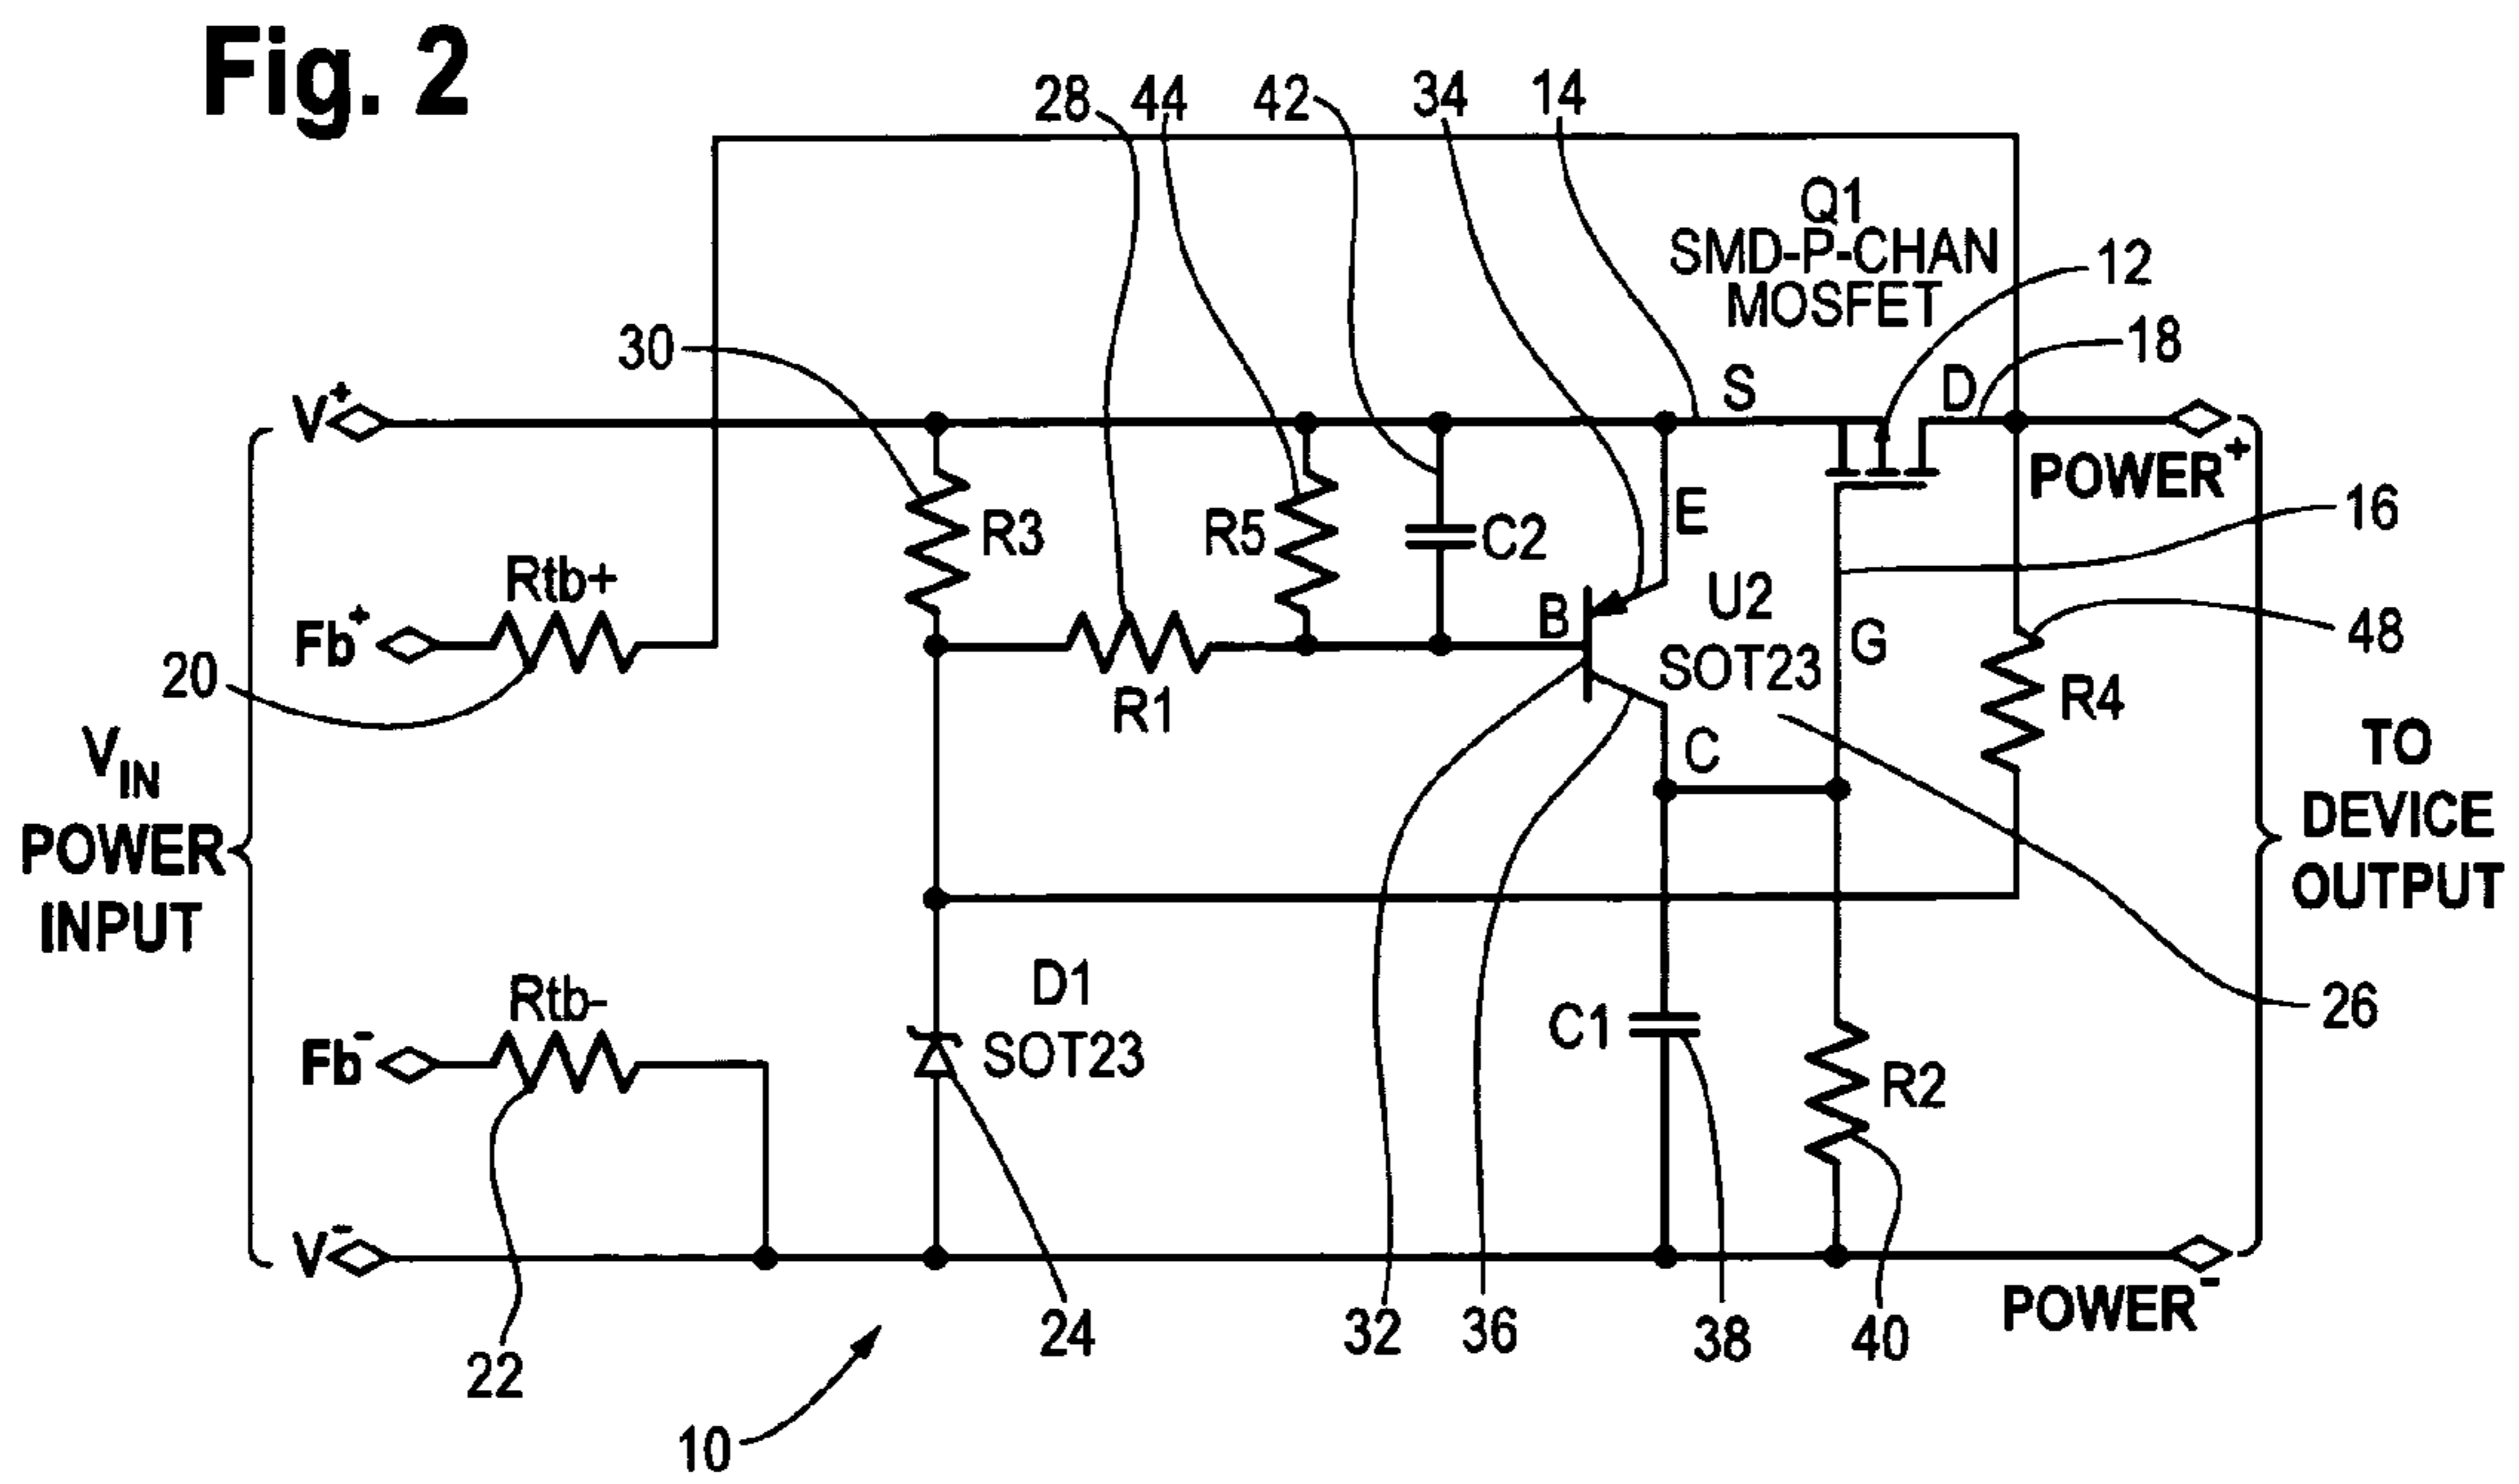 Fig. 2
28
44
42
34
14
Q1
SMD-P-CHAN
MOSFET
12
18
30
S
D
V+
POWER+
16
R3
R5
C2
E
Rtb+
Fb+
B
U2
SOT23
G
48
20
R1
R4
C
VIN
POWER
INPUT
TO
DEVICE
OUTPUT
D1
SOT23
Rtb-
Fb-
C1
26
R2
V-
POWER-
22
24
32
36
38
40
10